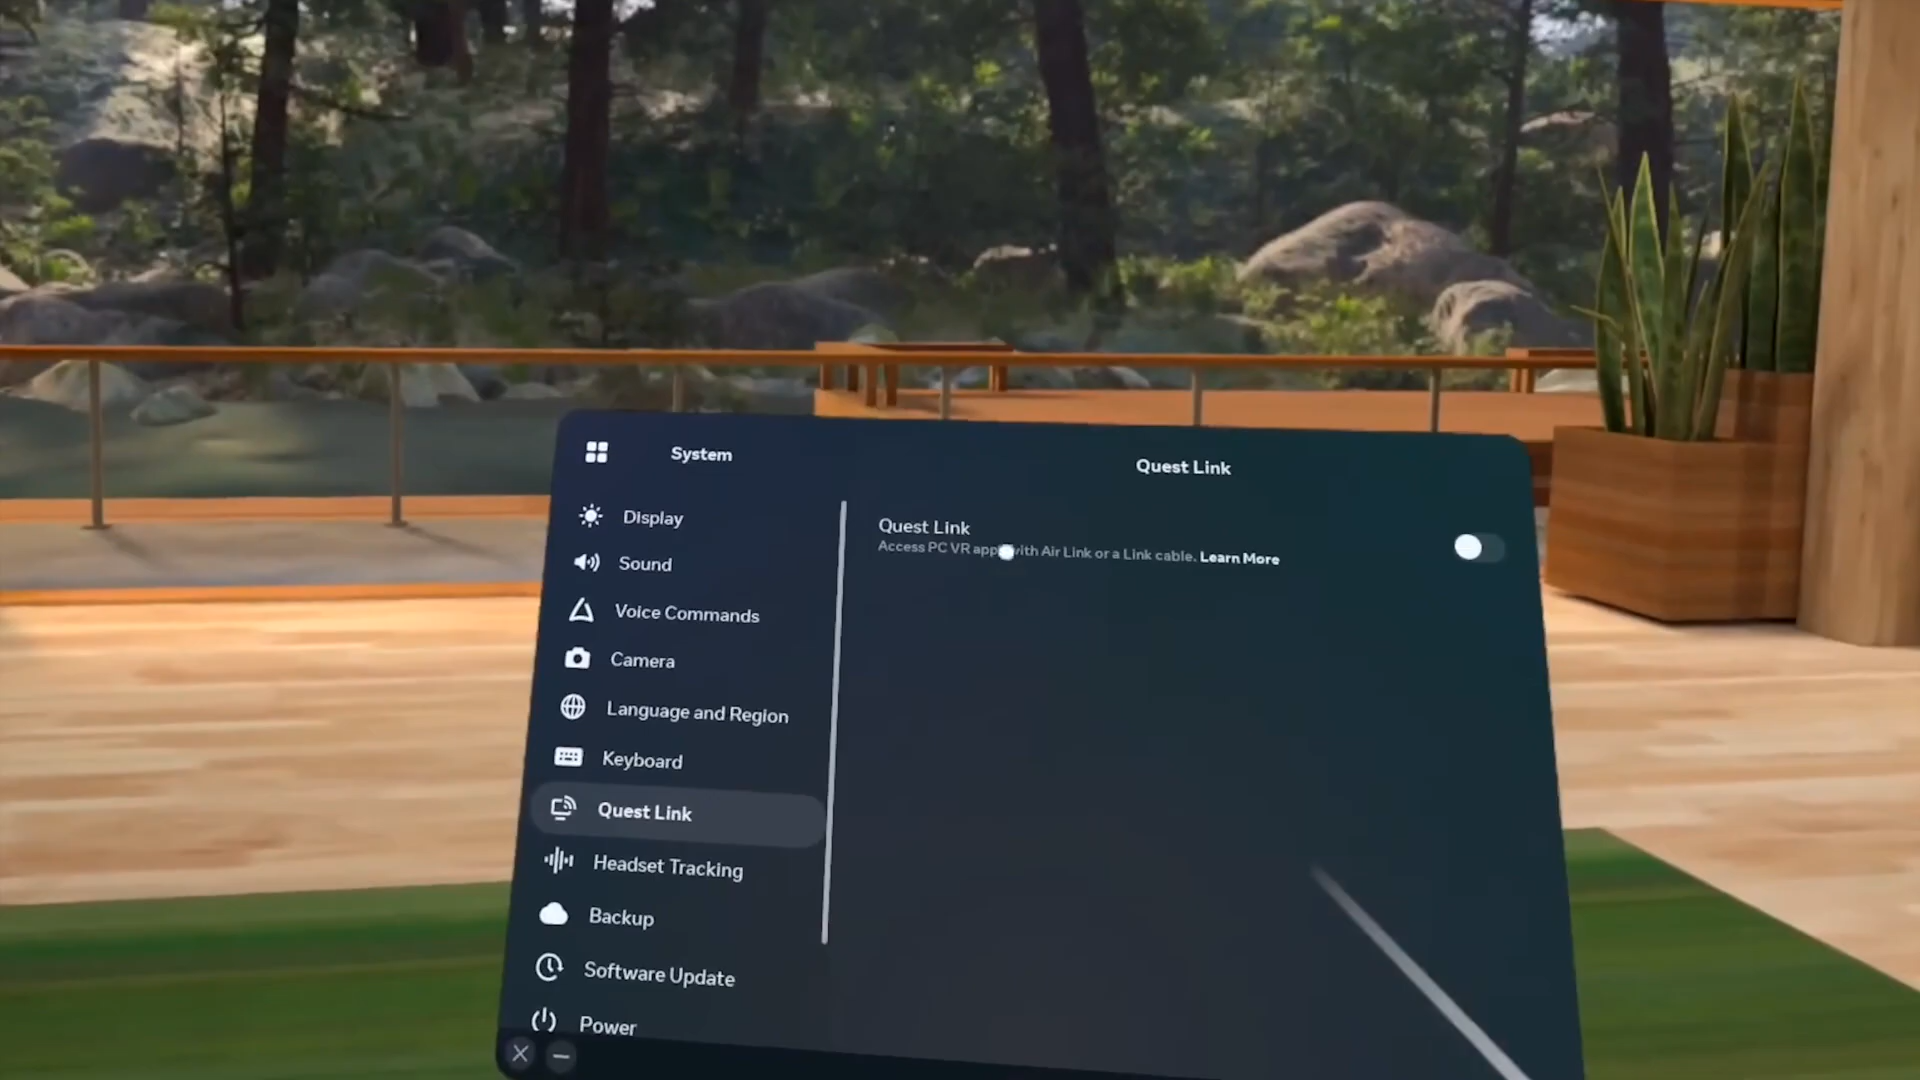 System
Quest Link
Display
Sound
Voice Commands
Camera
Language and Region
Keyboard
Quest Link
Headset Tracking
Backup
Software Update
Power
Quest Link
Access PC VR app with Air Link or a Link cable. Learn More